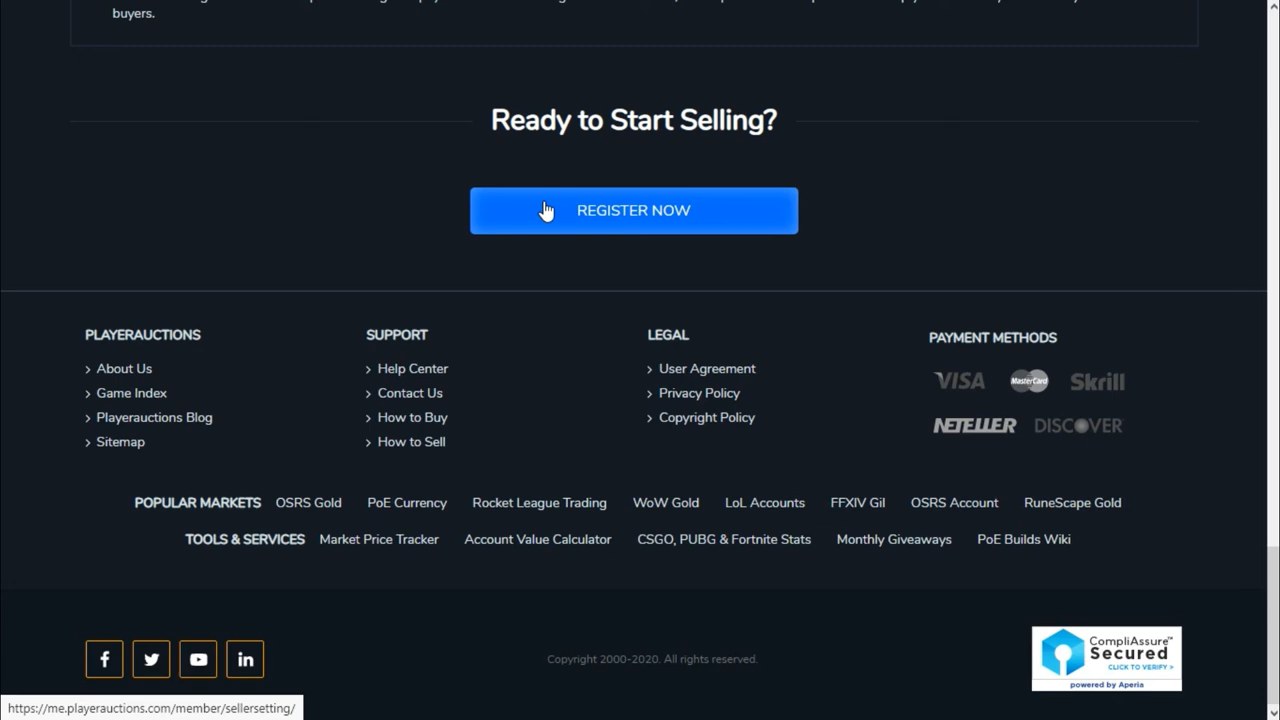 buyers.
Ready to Start Selling?
REGISTER NOW
PLAYERAUCTIONS
About Us
Game Index
Playerauctions Blog
Sitemap
SUPPORT
Help Center
Contact Us
How to Buy
How to Sell
LEGAL
User Agreement
Privacy Policy
Copyright Policy
PAYMENT METHODS
VISA MasterCard Skrill
NETELLER DISCOVER
POPULAR MARKETS OSRS Gold PoE Currency Rocket League Trading WoW Gold LoL Accounts FFXIV Gil OSRS Account RuneScape Gold
TOOLS & SERVICES Market Price Tracker Account Value Calculator CSGO, PUBG & Fortnite Stats Monthly Giveaways PoE Builds Wiki
Copyright 2000-2020. All rights reserved.
CompliAssure™
Secured
CLICK TO VERIFY >
powered by Aperia
https://me.playerauctions.com/member/sellersetting/